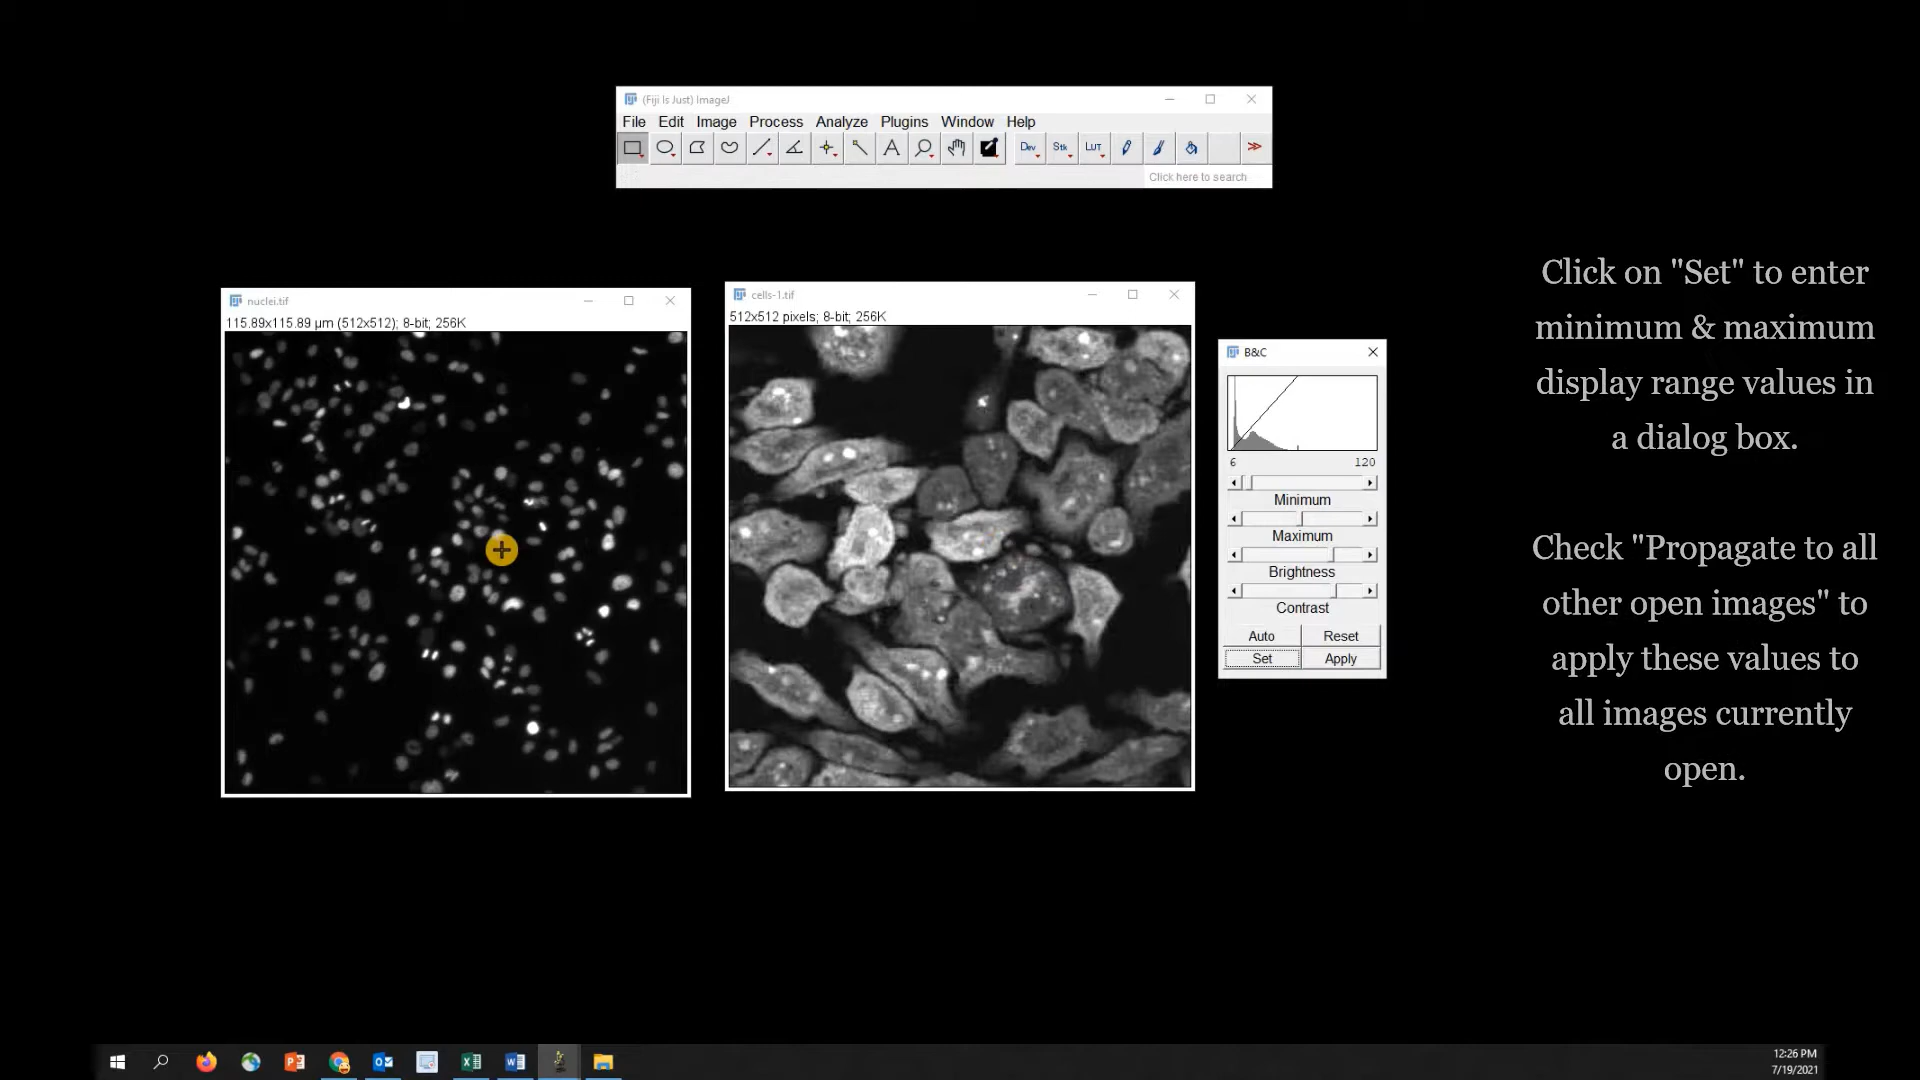 (Fiji Is Just) ImageJ
File Edit Image Process Analyze Plugins Window Help
Dev Stk LUT
Click here to search
Click on "Set" to enter
minimum & maximum
display range values in
a dialog box.
Check "Propagate to all
other open images" to
apply these values to
all images currently
open.
nuclei.tif
115.89x115.89 µm (512x512); 8-bit; 256K
cells-1.tif
512x512 pixels; 8-bit; 256K
B&C
6 120
Minimum
Maximum
Brightness
Contrast
Auto Reset
Set Apply
12:26 PM
7/19/2021